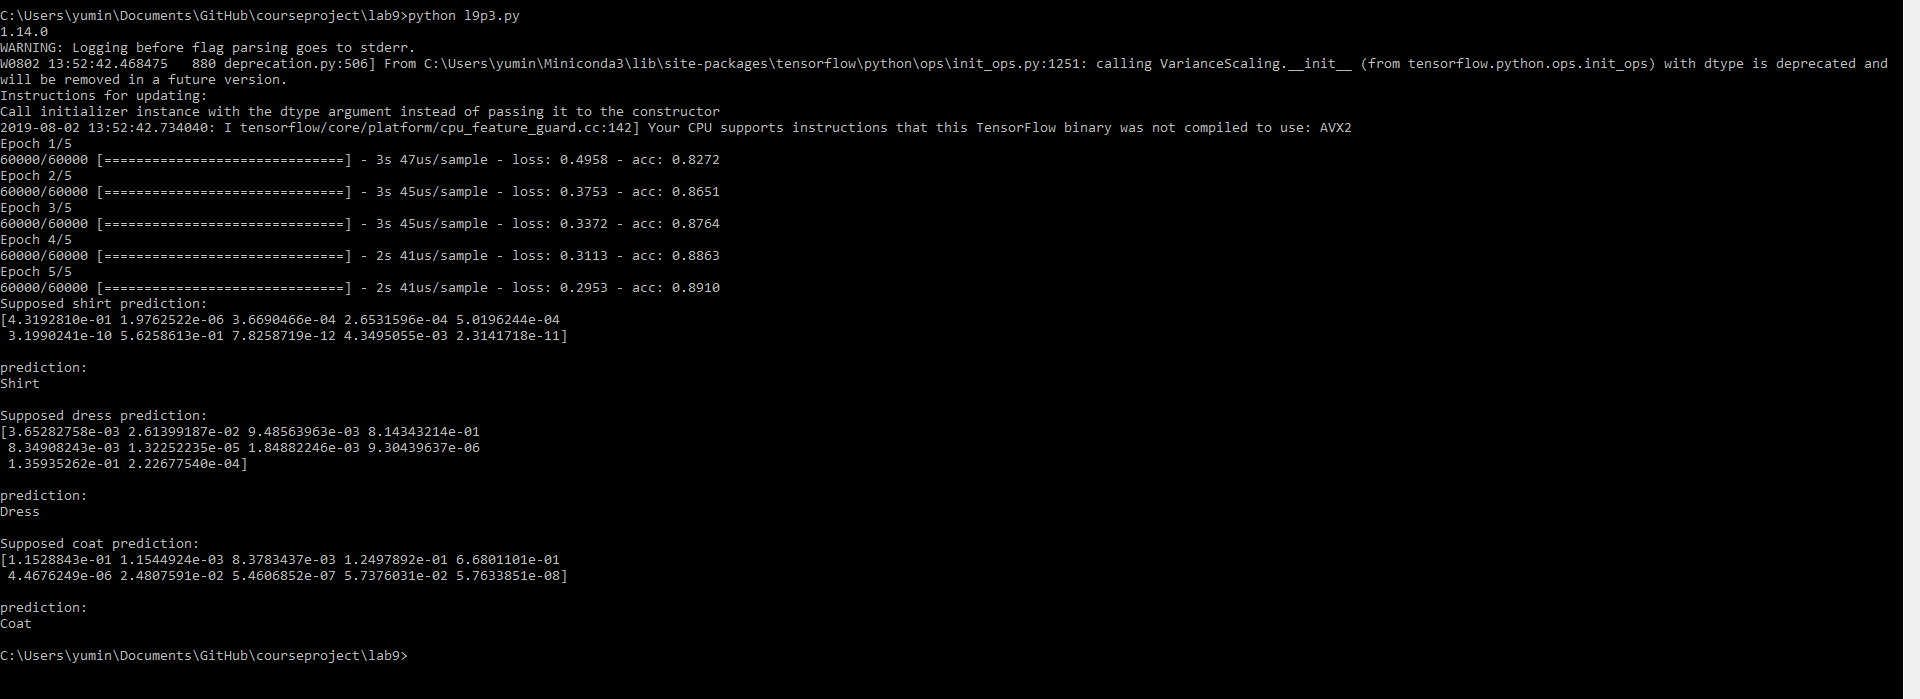 C:\Users\yumin\Documents\GitHub\courseproject\lab9>python l9p3.py
1.14.0
WARNING: Logging before flag parsing goes to stderr.
W0802 13:52:42.468475   880 deprecation.py:506] From C:\Users\yumin\Miniconda3\lib\site-packages\tensorflow\python\ops\init_ops.py:1251: calling VarianceScaling.__init__ (from tensorflow.python.ops.init_ops) with dtype is deprecated and
will be removed in a future version.
Instructions for updating:
Call initializer instance with the dtype argument instead of passing it to the constructor
2019-08-02 13:52:42.734040: I tensorflow/core/platform/cpu_feature_guard.cc:142] Your CPU supports instructions that this TensorFlow binary was not compiled to use: AVX2
Epoch 1/5
60000/60000 [==============================] - 3s 47us/sample - loss: 0.4958 - acc: 0.8272
Epoch 2/5
60000/60000 [==============================] - 3s 45us/sample - loss: 0.3753 - acc: 0.8651
Epoch 3/5
60000/60000 [==============================] - 3s 45us/sample - loss: 0.3372 - acc: 0.8764
Epoch 4/5
60000/60000 [==============================] - 2s 41us/sample - loss: 0.3113 - acc: 0.8863
Epoch 5/5
60000/60000 [==============================] - 2s 41us/sample - loss: 0.2953 - acc: 0.8910
Supposed shirt prediction:
[4.3192810e-01 1.9762522e-06 3.6690466e-04 2.6531596e-04 5.0196244e-04
 3.1990241e-10 5.6258613e-01 7.8258719e-12 4.3495055e-03 2.3141718e-11]

prediction:
Shirt

Supposed dress prediction:
[3.65282758e-03 2.61399187e-02 9.48563963e-03 8.14343214e-01
 8.34908243e-03 1.32252235e-05 1.84882246e-03 9.30439637e-06
 1.35935262e-01 2.22677540e-04]

prediction:
Dress

Supposed coat prediction:
[1.1528843e-01 1.1544924e-03 8.3783437e-03 1.2497892e-01 6.6801101e-01
 4.4676249e-06 2.4807591e-02 5.4606852e-07 5.7376031e-02 5.7633851e-08]

prediction:
Coat

C:\Users\yumin\Documents\GitHub\courseproject\lab9>